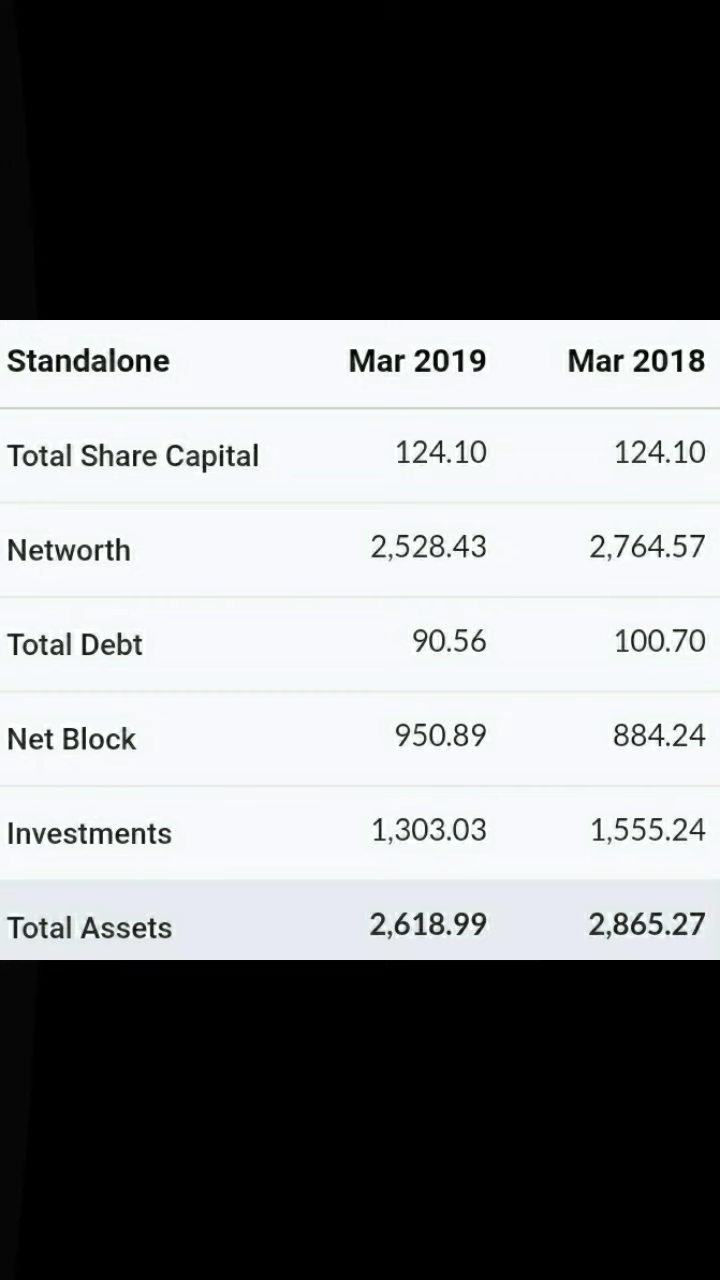 Standalone Mar 2019 Mar 2018
Total Share Capital 124.10 124.10
Networth 2,528.43 2,764.57
Total Debt 90.56 100.70
Net Block 950.89 884.24
Investments 1,303.03 1,555.24
Total Assets 2,618.99 2,865.27